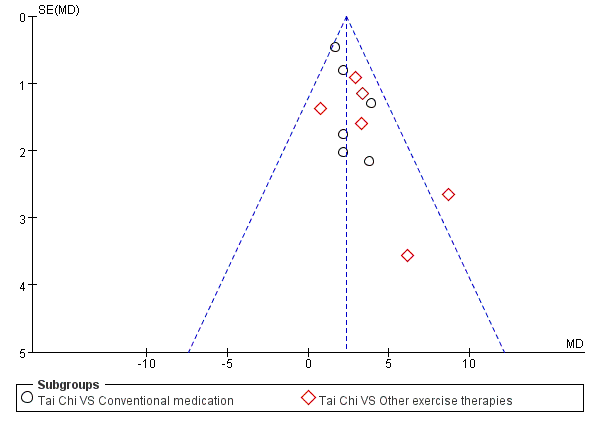 SE(MD)
0
1
2
3
4
5
-10
-5
0
5
10
MD
Subgroups
Tai Chi VS Conventional medication
Tai Chi VS Other exercise therapies